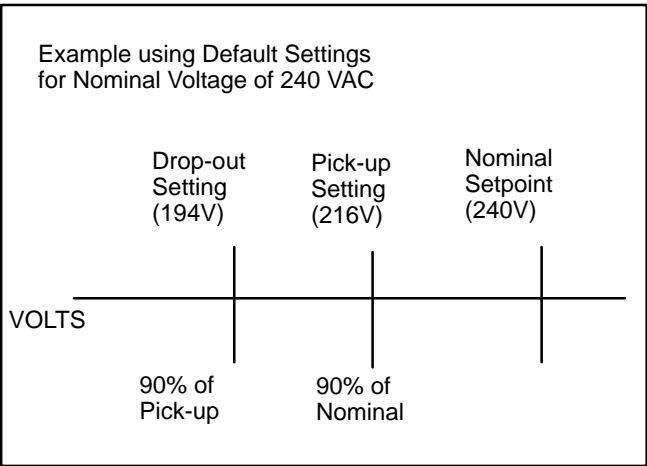 Example using Default Settings
for Nominal Voltage of 240 VAC
Drop-out
Setting
(194V)
Pick-up
Setting
(216V)
Nominal
Setpoint
(240V)
VOLTS
90% of
Pick-up
90% of
Nominal